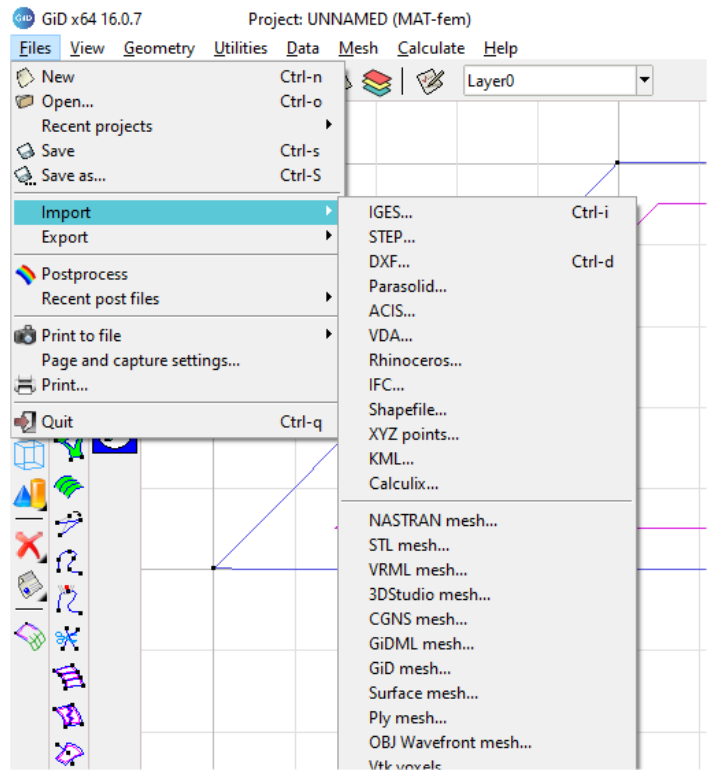 GiD GiD x64 16.0.7 Project: UNNAMED (MAT-fem)
Files View Geometry Utilities Data Mesh Calculate Help
New Ctrl-n
Layer0
Open... Ctrl-o
Recent projects
Save Ctrl-s
Save as... Ctrl-S
Import
Export
Postprocess
Recent post files
Print to file
Page and capture settings...
Print...
Quit Ctrl-q
IGES... Ctrl-i
STEP...
DXF... Ctrl-d
Parasolid...
ACIS...
VDA...
Rhinoceros...
IFC...
Shapefile...
XYZ points...
KML...
Calculix...
NASTRAN mesh...
STL mesh...
VRML mesh...
3DStudio mesh...
CGNS mesh...
GiDML mesh...
GiD mesh...
Surface mesh...
Ply mesh...
OBJ Wavefront mesh...
Vtk voxels